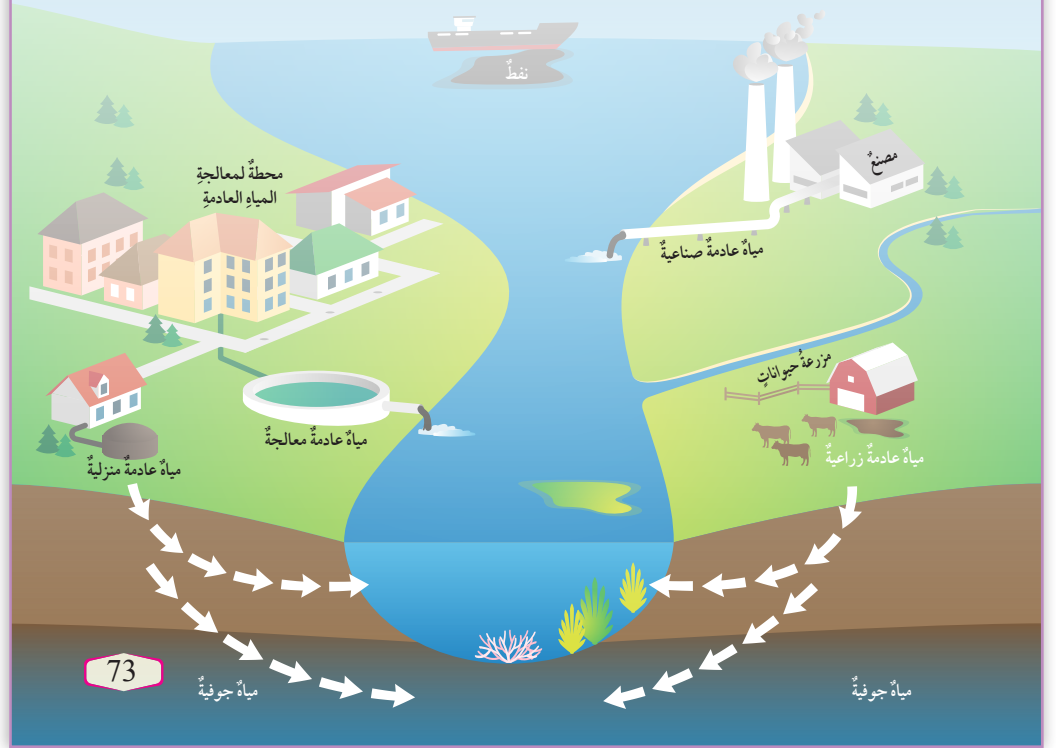 نفطٌ
محطةٌ لمعالجةِ
المياهِ العادمةِ
مصنعٌ
مياهٌ عادمةٌ صناعيةٌ
مزرعةُ حيواناتٍ
مياهٌ عادمةٌ معالجةٌ
مياهٌ عادمةٌ زراعيةٌ
مياهٌ عادمةٌ منزليةٌ
مياهٌ جوفيةٌ
مياهٌ جوفيةٌ
73